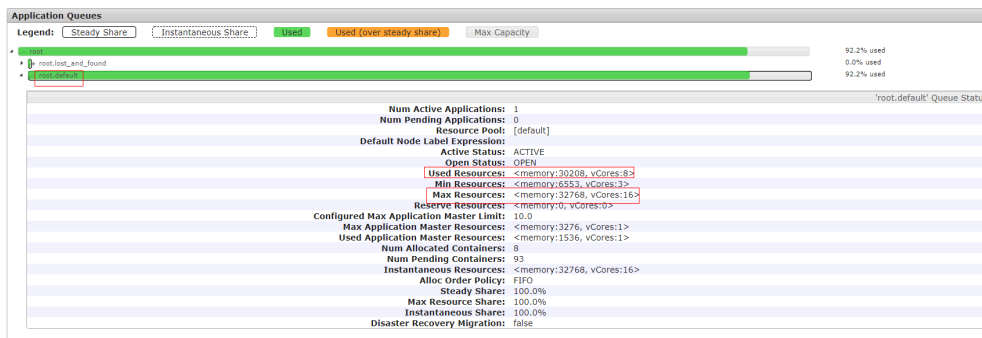 Application Queues
Legend: Steady Share Instantaneous Share Used Used (over steady share) Max Capacity
root 92.2% used
root.lost_and_found 0.0% used
root.default 92.2% used
'root.default' Queue Statu
Num Active Applications: 1
Num Pending Applications: 0
Resource Pool: [default]
Default Node Label Expression:
Active Status: ACTIVE
Open Status: OPEN
Used Resources: <memory:30208, vCores:8>
Min Resources: <memory:6553, vCores:3>
Max Resources: <memory:32768, vCores:16>
Reserve Resources: <memory:0, vCores:0>
Configured Max Application Master Limit: 10.0
Max Application Master Resources: <memory:3276, vCores:1>
Used Application Master Resources: <memory:1536, vCores:1>
Num Allocated Containers: 8
Num Pending Containers: 93
Instantaneous Resources: <memory:32768, vCores:16>
Alloc Order Policy: FIFO
Steady Share: 100.0%
Max Resource Share: 100.0%
Instantaneous Share: 100.0%
Disaster Recovery Migration: false